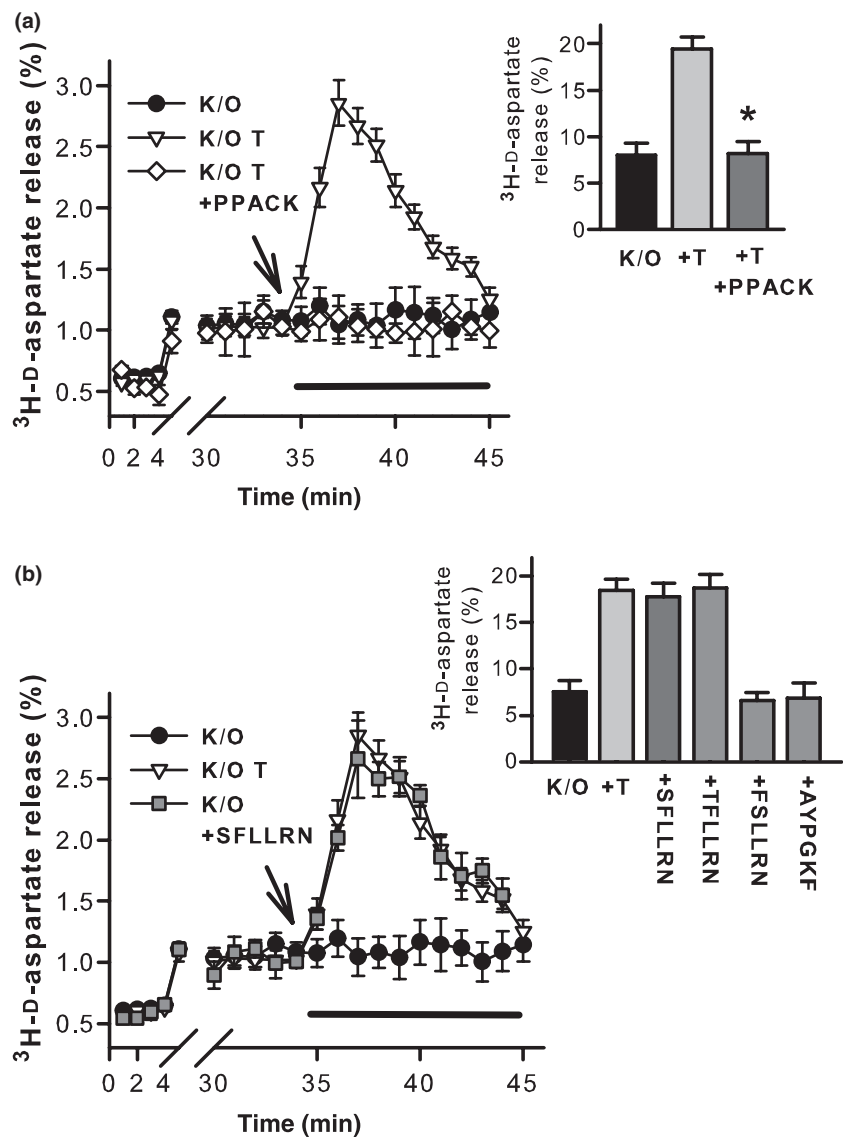 (a)
³H-D-aspartate release (%)
3.0
2.5
2.0
1.5
1.0
0.5
K/O
K/O T
K/O T
+PPACK
0
2
4
30
35
40
45
Time (min)
³H-D-aspartate
release (%)
20
15
10
5
0
K/O
+T
+T
+PPACK
*
(b)
³H-D-aspartate release (%)
3.0
2.5
2.0
1.5
1.0
0.5
K/O
K/O T
K/O
+SFLLRN
0
2
4
30
35
40
45
Time (min)
³H-D-aspartate
release (%)
20
15
10
5
0
K/O
+T
+SFLLRN
+TFLLRN
+FSLLRN
+AYPGKF